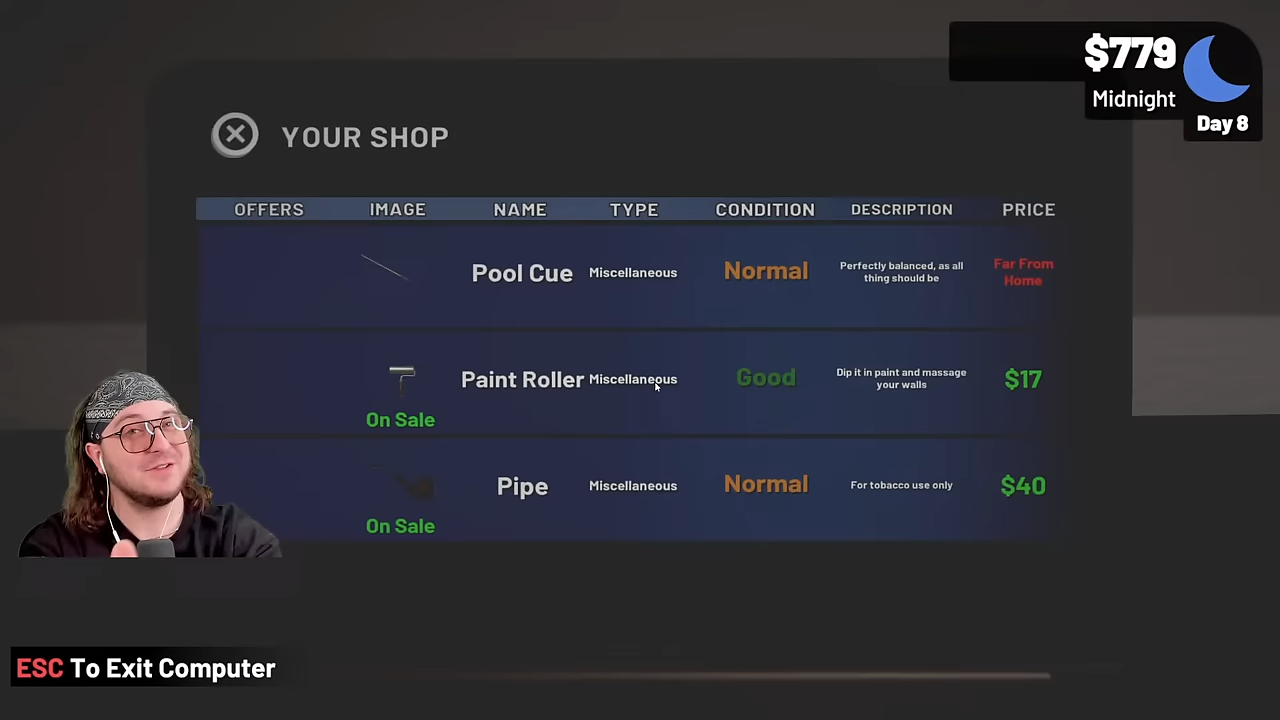 $779
Midnight
Day 8
YOUR SHOP
OFFERS IMAGE NAME TYPE CONDITION DESCRIPTION PRICE
Pool Cue Miscellaneous Normal Perfectly balanced, as all
thing should be
Far From
Home
Paint Roller Miscellaneous Good Dip it in paint and massage
your walls
$17
On Sale
Pipe Miscellaneous Normal For tobacco use only $40
On Sale
ESC To Exit Computer